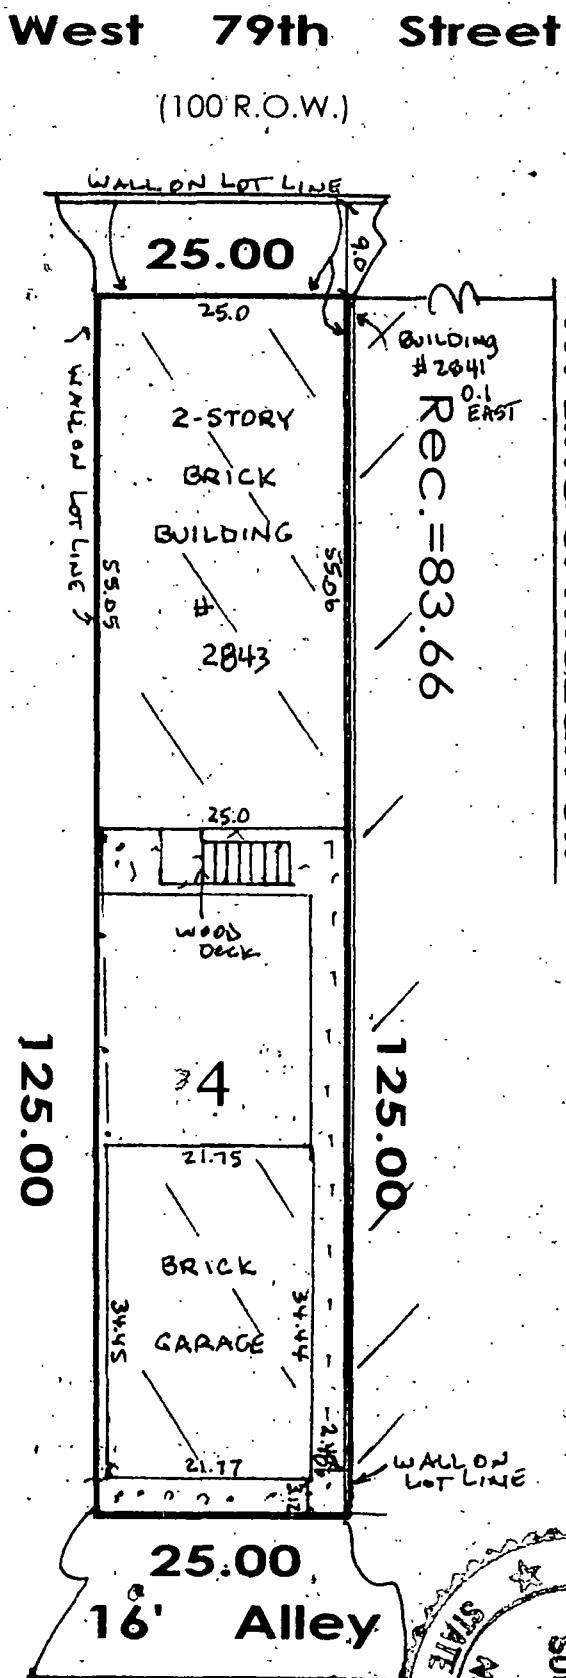 West 79th Street
(100 R.O.W.)
WALL ON LOT LINE
25.00
9.0
25.0
BUILDING
#2841
0.1
EAST
WALL ON LOT LINE
2-STORY
BRICK
BUILDING
#
2843
55.05
55.06
Rec.=83.66
25.0
WOOD
DECK
4
125.00
125.00
21.75
BRICK
GARAGE
34.45
34.44
21.77
WALL ON
LOT LINE
25.00
16' Alley
STATE